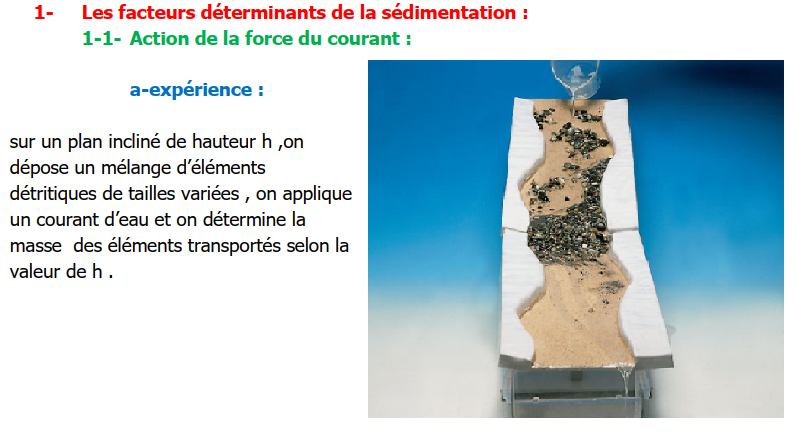 1- Les facteurs déterminants de la sédimentation :
1-1- Action de la force du courant :
a-expérience :
sur un plan incliné de hauteur h ,on
dépose un mélange d’éléments
détritiques de tailles variées , on applique
un courant d’eau et on détermine la
masse des éléments transportés selon la
valeur de h .